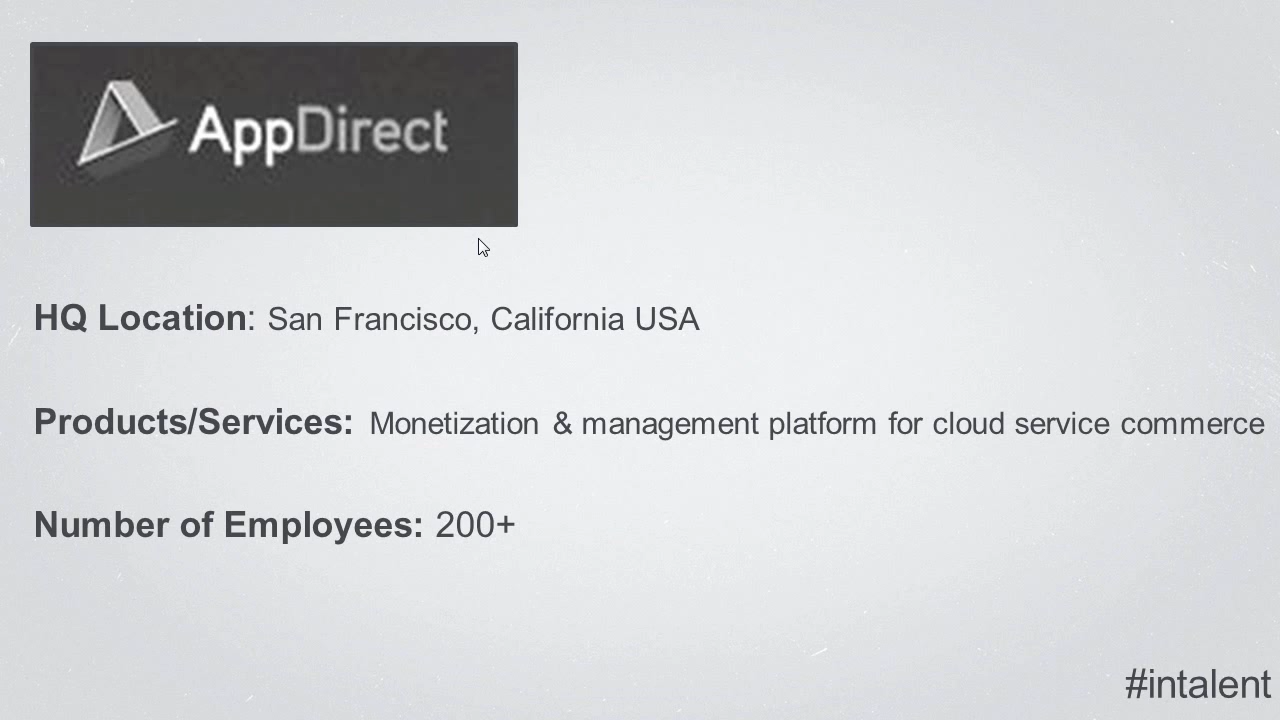 AppDirect
HQ Location: San Francisco, California USA
Products/Services: Monetization & management platform for cloud service commerce
Number of Employees: 200+
#intalent